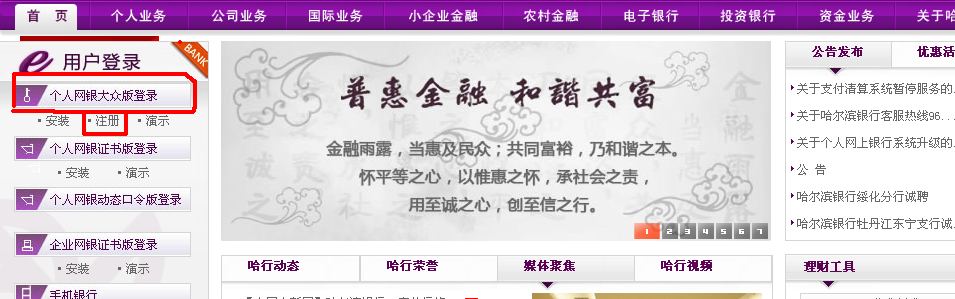 首 页 个人业务 公司业务 国际业务 小企业金融 农村金融 电子银行 投资银行 资金业务 关于哈
用户登录
BANK
个人网银大众版登录
安装 注册 演示
个人网银证书版登录
安装 演示
个人网银动态口令版登录
企业网银证书版登录
安装 演示
手机银行
普惠金融 和諧共富
金融雨露，当惠及民众；共同富裕，乃和谐之本。
怀平等之心，以惟惠之怀，承社会之责，
用至诚之心，创至信之行。
1 2 3 4 5 6 7
公告发布 优惠活
关于支付清算系统暂停服务的.
关于哈尔滨银行客服热线96...
关于个人网上银行系统升级的.
公 告
哈尔滨银行绥化分行诚聘
哈尔滨银行牡丹江东宁支行诚.
哈行动态 哈行荣誉 媒体聚焦 哈行视频
理财工具